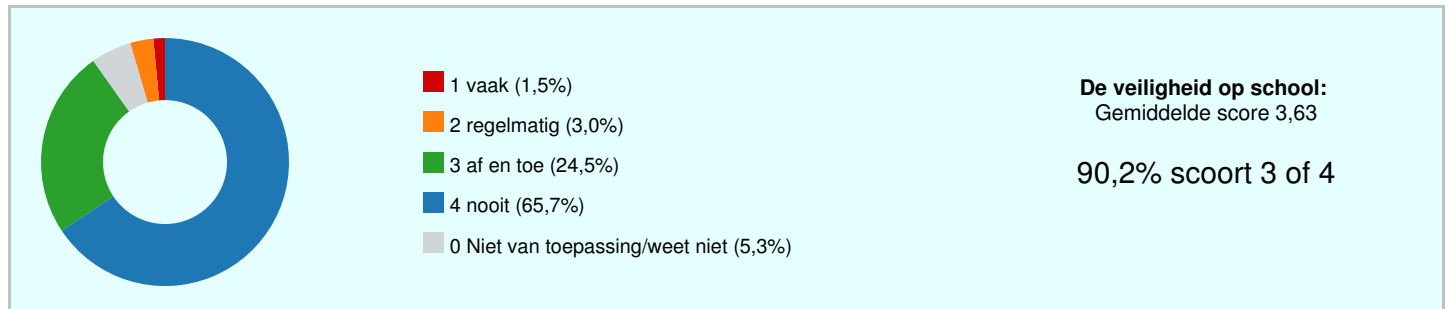 1 vaak (1,5%)
2 regelmatig (3,0%)
3 af en toe (24,5%)
4 nooit (65,7%)
0 Niet van toepassing/weet niet (5,3%)
De veiligheid op school:
Gemiddelde score 3,63
90,2% scoort 3 of 4